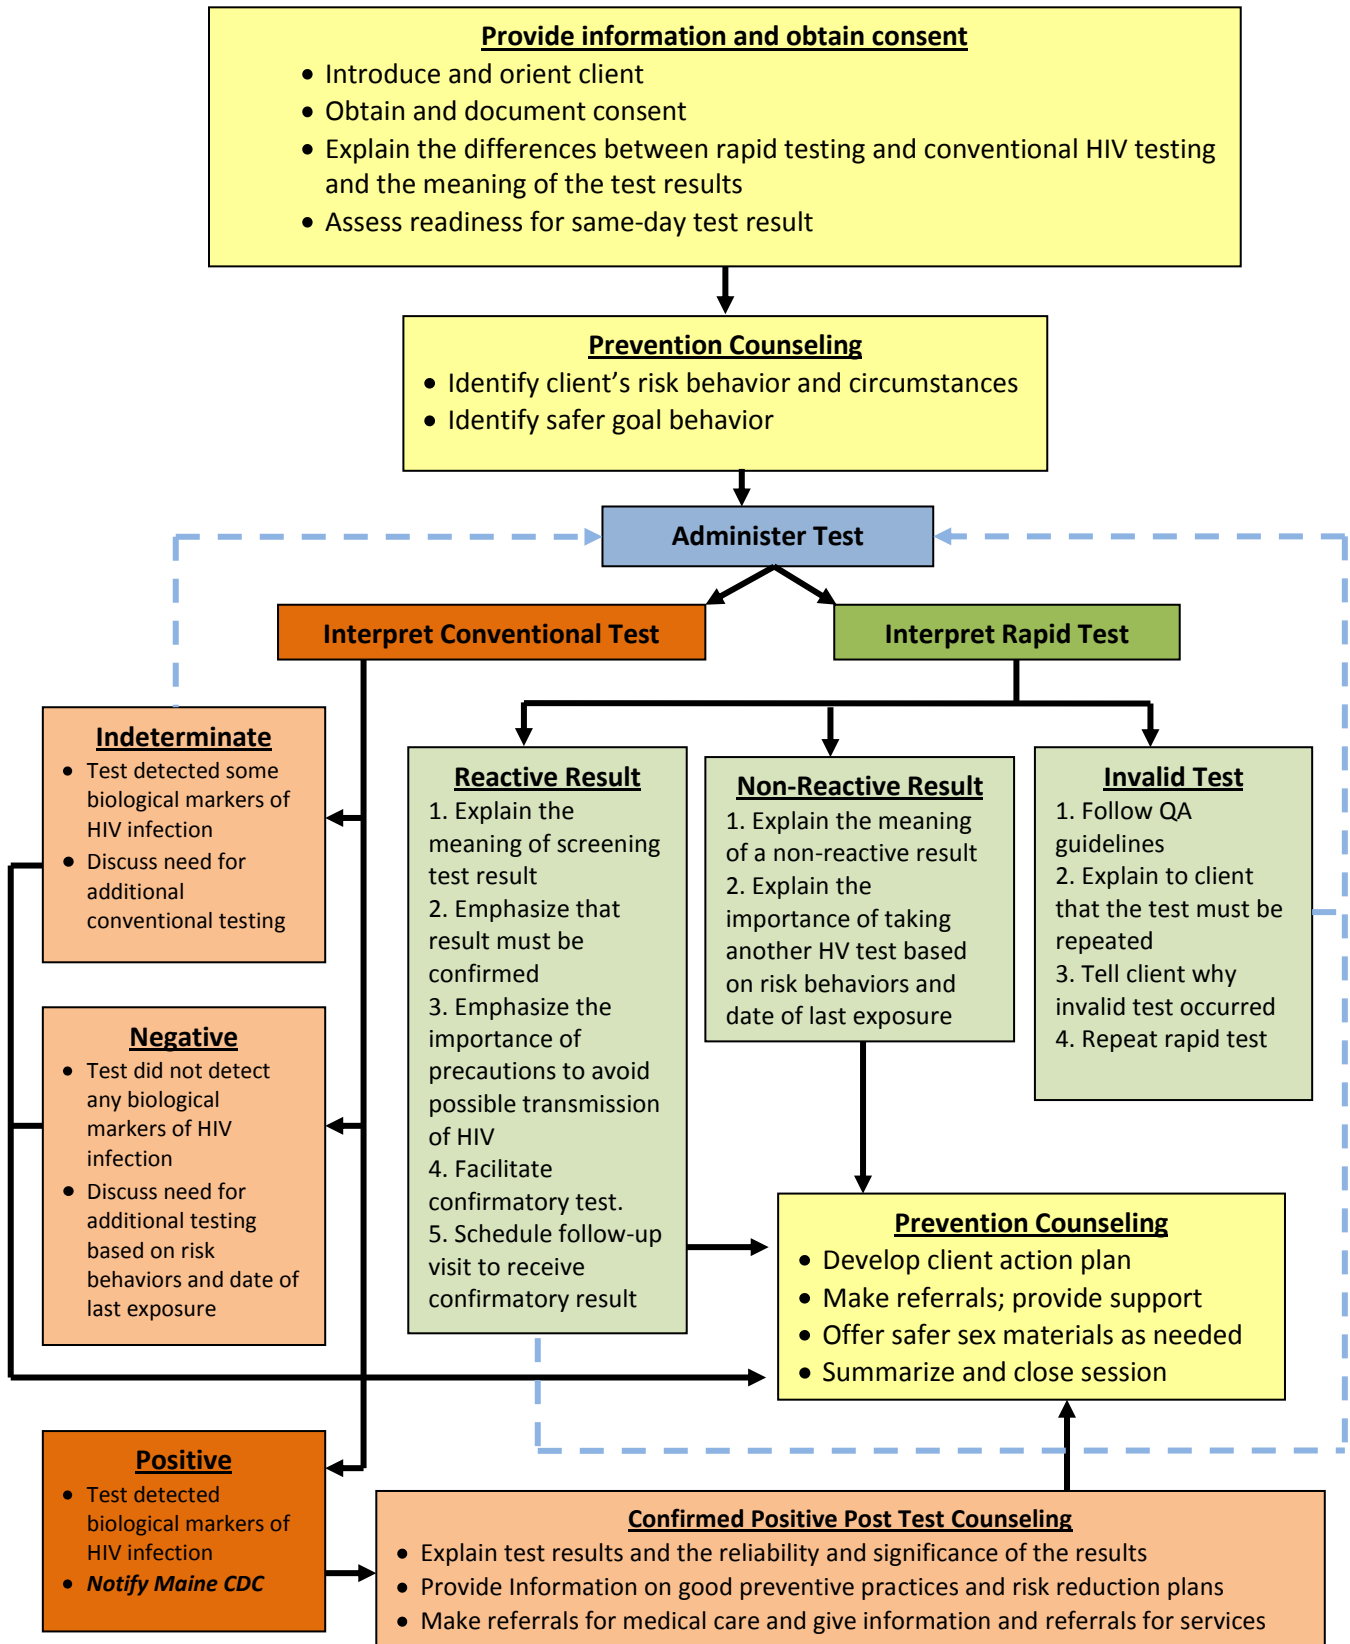 Provide information and obtain consent
• Introduce and orient client
• Obtain and document consent
• Explain the differences between rapid testing and conventional HIV testing
and the meaning of the test results
• Assess readiness for same-day test result
Prevention Counseling
• Identify client’s risk behavior and circumstances
• Identify safer goal behavior
Administer Test
Interpret Conventional Test
Interpret Rapid Test
Indeterminate
• Test detected some
biological markers of
HIV infection
• Discuss need for
additional
conventional testing
Negative
• Test did not detect
any biological
markers of HIV
infection
• Discuss need for
additional testing
based on risk
behaviors and date of
last exposure
Reactive Result
1. Explain the
meaning of screening
test result
2. Emphasize that
result must be
confirmed
3. Emphasize the
importance of
precautions to avoid
possible transmission
of HIV
4. Facilitate
confirmatory test.
5. Schedule follow-up
visit to receive
confirmatory result
Non-Reactive Result
1. Explain the meaning
of a non-reactive result
2. Explain the
importance of taking
another HV test based
on risk behaviors and
date of last exposure
Invalid Test
1. Follow QA
guidelines
2. Explain to client
that the test must be
repeated
3. Tell client why
invalid test occurred
4. Repeat rapid test
Prevention Counseling
• Develop client action plan
• Make referrals; provide support
• Offer safer sex materials as needed
• Summarize and close session
Positive
• Test detected
biological markers of
HIV infection
• Notify Maine CDC
Confirmed Positive Post Test Counseling
• Explain test results and the reliability and significance of the results
• Provide Information on good preventive practices and risk reduction plans
• Make referrals for medical care and give information and referrals for services